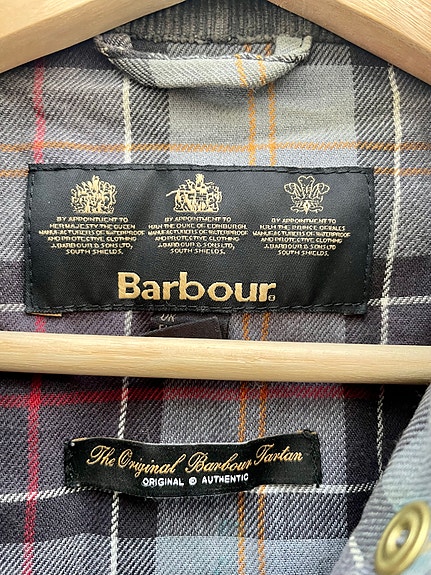 BY APPOINTMENT TO
HER MAJESTY THE QUEEN
MANUFACTURERS OF WATERPROOF
AND PROTECTIVE CLOTHING
J.BARBOUR & SONS LTD,
SOUTH SHIELDS.
BY APPOINTMENT TO
H.R.H. THE DUKE OF EDINBURGH,
MANUFACTURERS OF WATERPROOF
AND PROTECTIVE CLOTHING
J.BARBOUR & SONS LTD,
SOUTH SHIELDS.
BY APPOINTMENT TO
H.R.H. THE PRINCE OF WALES
MANUFACTURERS OF WATERPROOF
AND PROTECTIVE CLOTHING
J.BARBOUR & SONS LTD,
SOUTH SHIELDS.
Barbour®
UK
The Original Barbour Tartan
ORIGINAL © AUTHENTIC